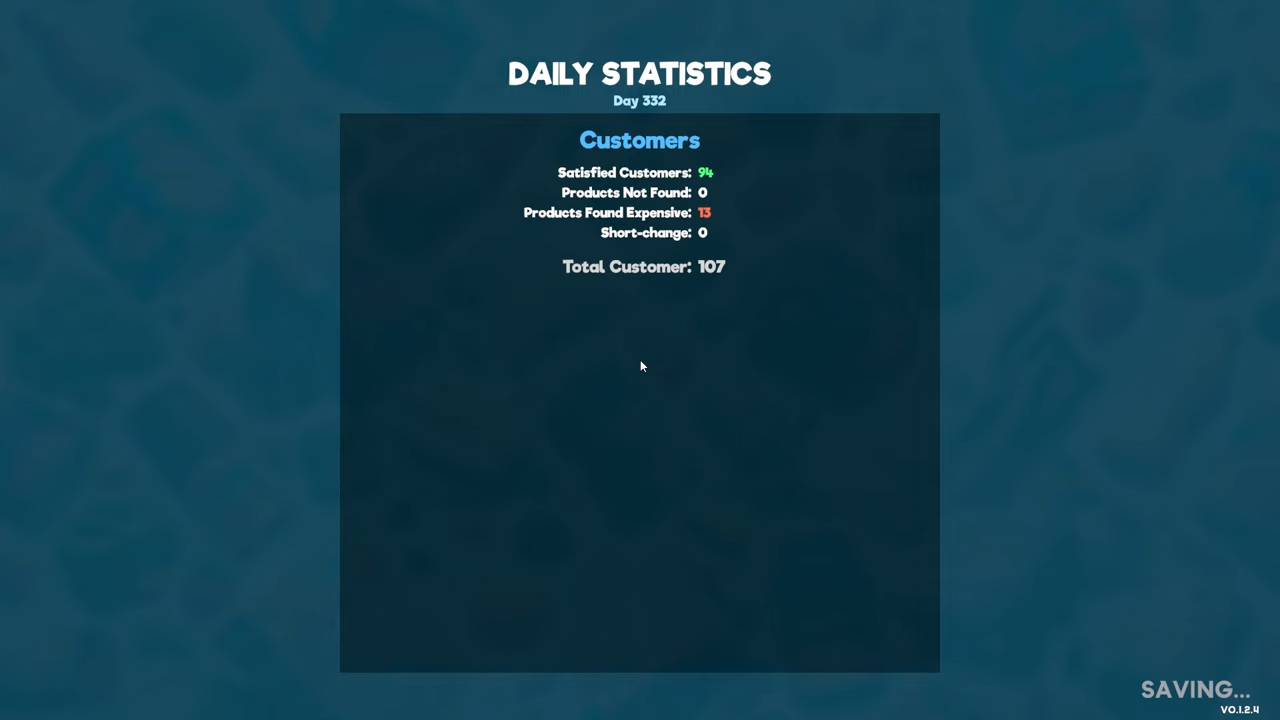 DAILY STATISTICS
Day 332
Customers
Satisfied Customers: 94
Products Not Found: 0
Products Found Expensive: 13
Short-change: 0
Total Customer: 107
SAVING...
V0.1.2.4